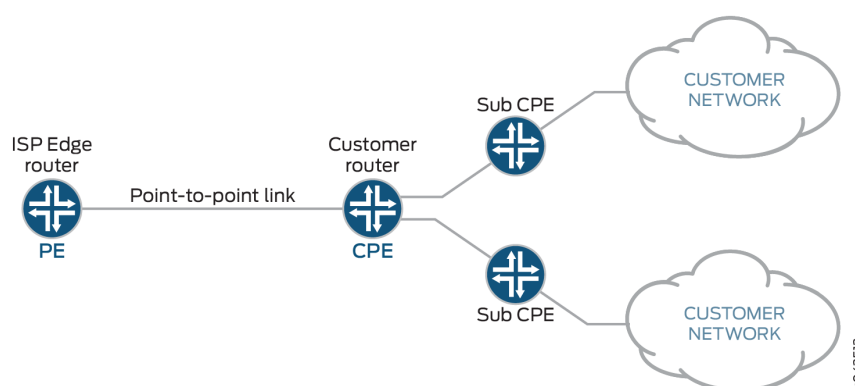 ISP Edge
router
PE
Point-to-point link
Customer
router
CPE
Sub CPE
CUSTOMER
NETWORK
Sub CPE
CUSTOMER
NETWORK